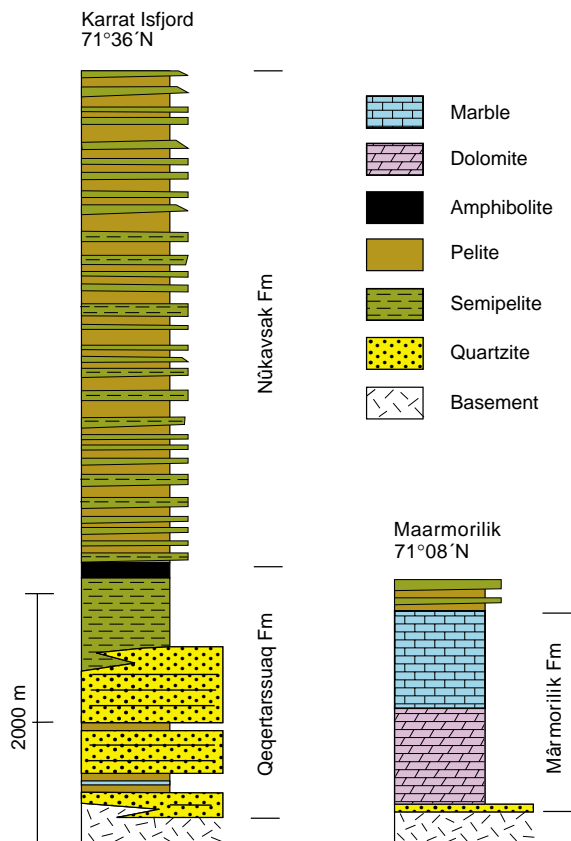 Karrat Isfjord
71°36´N
Marble
Dolomite
Amphibolite
Pelite
Semipelite
Quartzite
Basement
Nûkavsak Fm
Qeqertarssuaq Fm
2000 m
Maarmorilik
71°08´N
Mârmorilik Fm